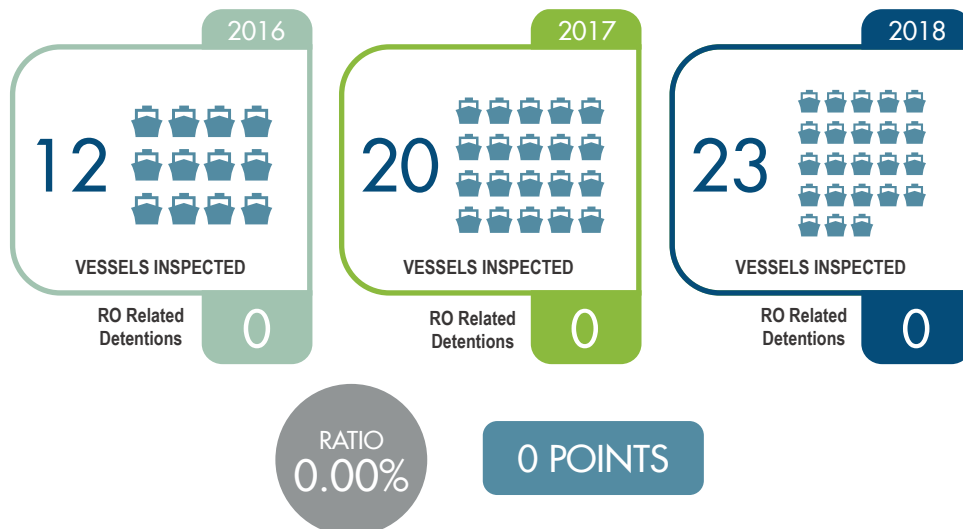 2016
12
VESSELS INSPECTED
RO Related
Detentions
0
2017
20
VESSELS INSPECTED
RO Related
Detentions
0
2018
23
VESSELS INSPECTED
RO Related
Detentions
0
RATIO
0.00%
0 POINTS